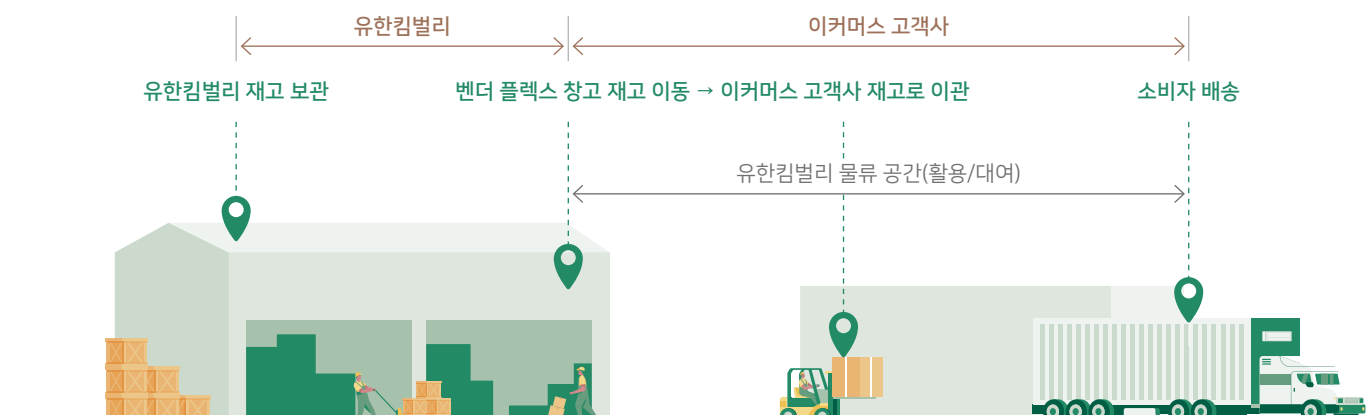 유한킴벌리
이커머스 고객사
유한킴벌리 재고 보관
벤더 플렉스 창고 재고 이동 → 이커머스 고객사 재고로 이관
소비자 배송
유한킴벌리 물류 공간(활용/대여)